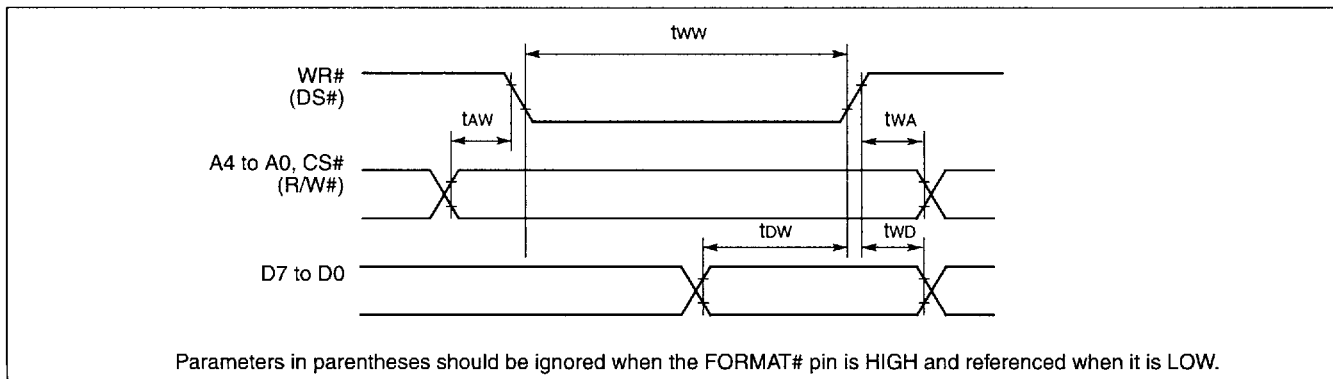 tWW
WR#
(DS#)
tAW
tWA
A4 to A0, CS#
(R/W#)
tDW
tWD
D7 to D0
Parameters in parentheses should be ignored when the FORMAT# pin is HIGH and referenced when it is LOW.